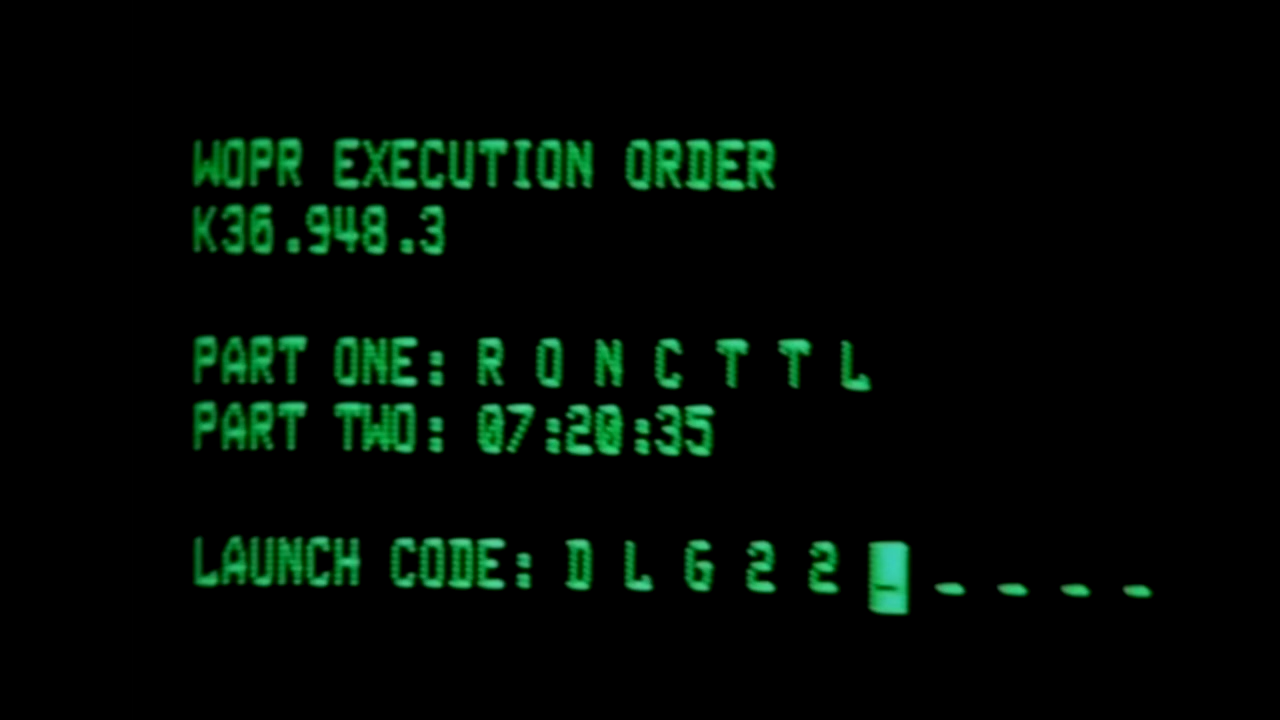 WOPR EXECUTION ORDER
K36.948.3
PART ONE: R O N C T T L
PART TWO: 07:20:35
LAUNCH CODE: D L G 2 2 _ _ _ _ _